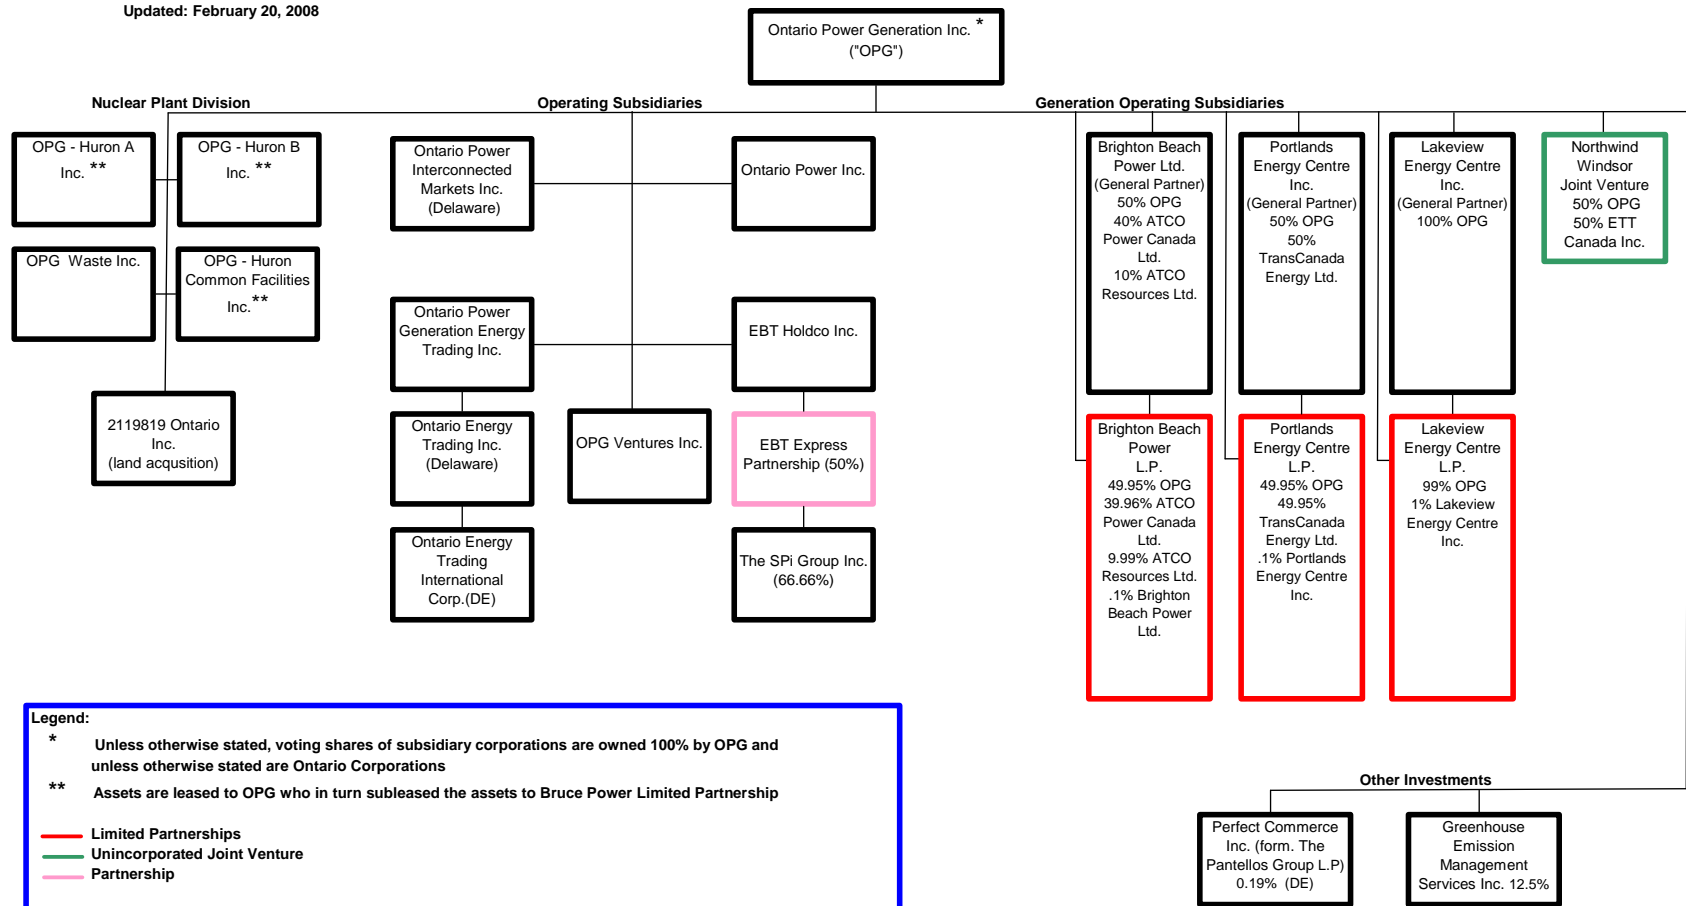 Updated: February 20, 2008
Ontario Power Generation Inc. *
("OPG")
Nuclear Plant Division
Operating Subsidiaries
Generation Operating Subsidiaries
OPG - Huron A
Inc. **
OPG - Huron B
Inc. **
OPG  Waste Inc.
OPG - Huron
Common Facilities
Inc. **
2119819 Ontario
Inc.
(land acqusition)
Ontario Power
Interconnected
Markets Inc.
(Delaware)
Ontario Power Inc.
Ontario Power
Generation Energy
Trading Inc.
EBT Holdco Inc.
Ontario Energy
Trading Inc.
(Delaware)
OPG Ventures Inc.
EBT Express
Partnership (50%)
Ontario Energy
Trading
International
Corp.(DE)
The SPi Group Inc.
(66.66%)
Brighton Beach
Power Ltd.
(General Partner)
50% OPG
40% ATCO
Power Canada
Ltd.
10% ATCO
Resources Ltd.
Portlands
Energy Centre
Inc.
(General Partner)
50% OPG
50%
TransCanada
Energy Ltd.
Lakeview
Energy Centre
Inc.
(General Partner)
100% OPG
Northwind
Windsor
Joint Venture
50% OPG
50% ETT
Canada Inc.
Brighton Beach
Power
L.P.
49.95% OPG
39.96% ATCO
Power Canada
Ltd.
9.99% ATCO
Resources Ltd.
.1% Brighton
Beach Power
Ltd.
Portlands
Energy Centre
L.P.
49.95% OPG
49.95%
TransCanada
Energy Ltd.
.1% Portlands
Energy Centre
Inc.
Lakeview
Energy Centre
L.P.
99% OPG
1% Lakeview
Energy Centre
Inc.
Legend:
* Unless otherwise stated, voting shares of subsidiary corporations are owned 100% by OPG and
unless otherwise stated are Ontario Corporations
** Assets are leased to OPG who in turn subleased the assets to Bruce Power Limited Partnership
Limited Partnerships
Unincorporated Joint Venture
Partnership
Other Investments
Perfect Commerce
Inc. (form. The
Pantellos Group L.P)
0.19%  (DE)
Greenhouse
Emission
Management
Services Inc. 12.5%